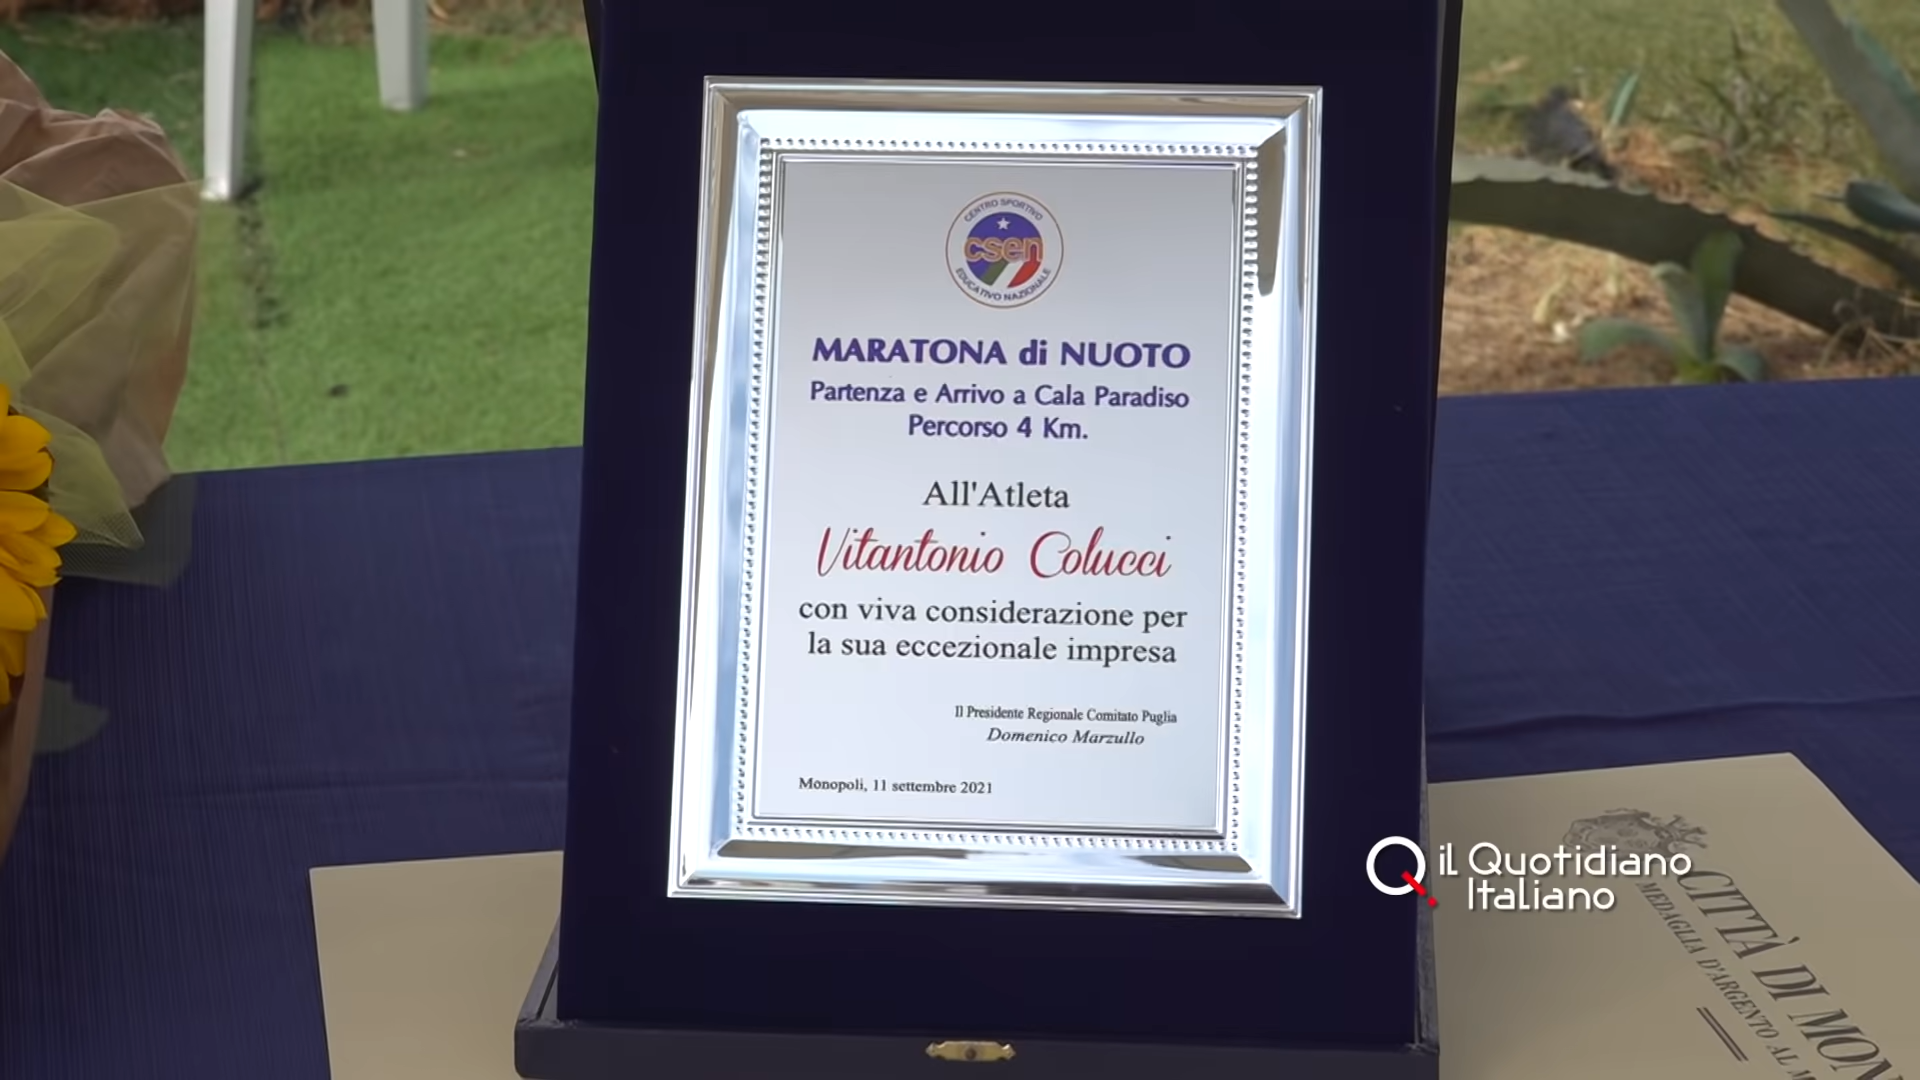 CENTRO SPORTIVO
csen
EDUCATIVO NAZIONALE
MARATONA di NUOTO
Partenza e Arrivo a Cala Paradiso
Percorso 4 Km.
All'Atleta
Vitantonio Colucci
con viva considerazione per
la sua eccezionale impresa
Il Presidente Regionale Comitato Puglia
Domenico Marzullo
Monopoli, 11 settembre 2021
il Quotidiano
Italiano
CITTÀ DI MON
MEDAGLIA D'ARGENTO AL M